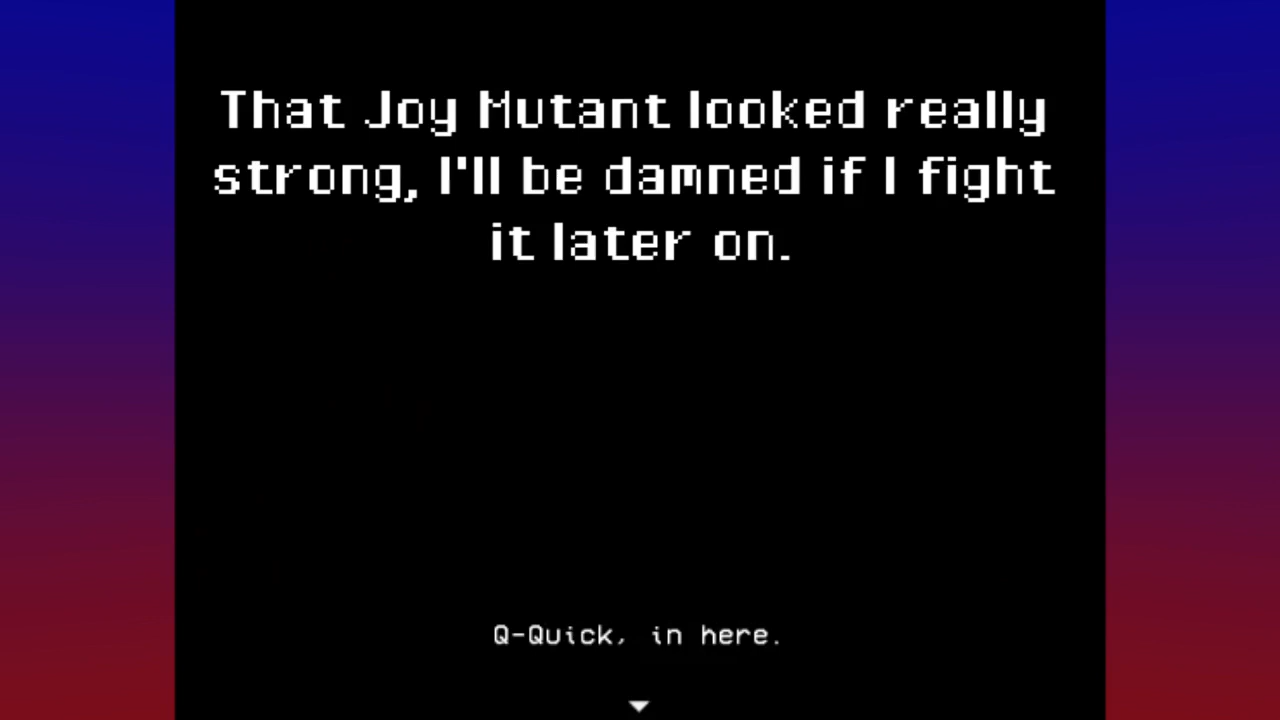 That Joy Mutant looked really
strong, I'll be damned if I fight
it later on.
Q-Quick, in here.